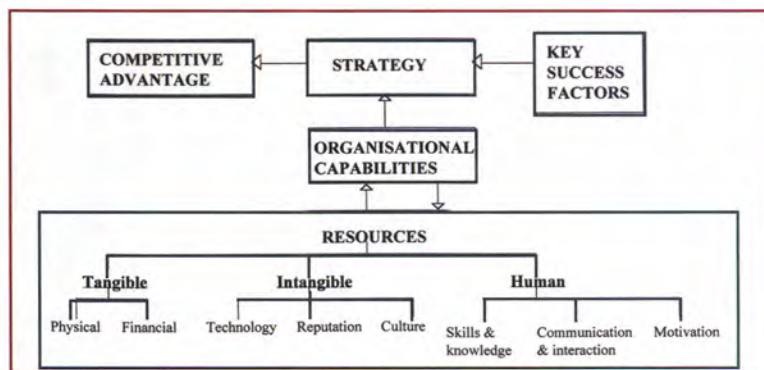 COMPETITIVE
ADVANTAGE
STRATEGY
KEY
SUCCESS
FACTORS
ORGANISATIONAL
CAPABILITIES
RESOURCES
Tangible
Intangible
Human
Physical
Financial
Technology
Reputation
Culture
Skills &
knowledge
Communication
& interaction
Motivation